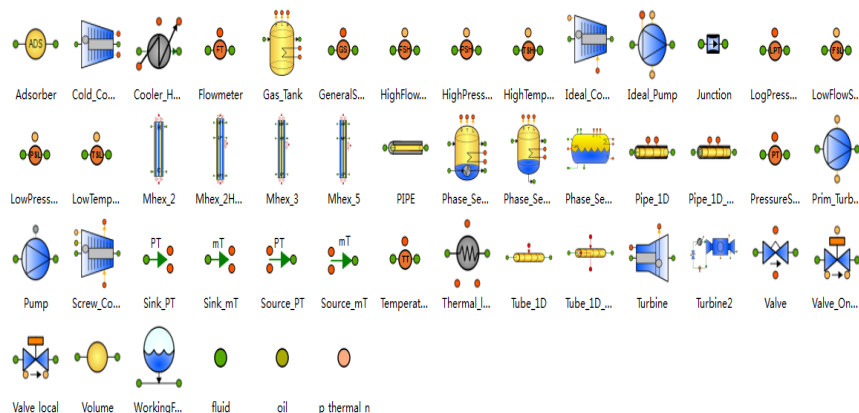 ADS
FT
GS
FSH
PSH
TSH
LPT
FSL
Adsorber Cold_Co... Cooler_H... Flowmeter Gas_Tank GeneralS... HighFlow... HighPress... HighTemp... Ideal_Co... Ideal_Pump Junction LogPress... LowFlowS...
PSL
TSL
PT
LowPress... LowTemp... Mhex_2 Mhex_2H... Mhex_3 Mhex_5 PIPE Phase_Se... Phase_Se... Phase_Se... Pipe_1D Pipe_1D_... PressureS... Prim_Turb...
PT
mT
PT
mT
TT
Pump Screw_Co... Sink_PT Sink_mT Source_PT Source_mT Temperat... Thermal_l... Tube_1D Tube_1D_... Turbine Turbine2 Valve Valve_On...
Valve_local Volume WorkingF... fluid oil p_thermal_n